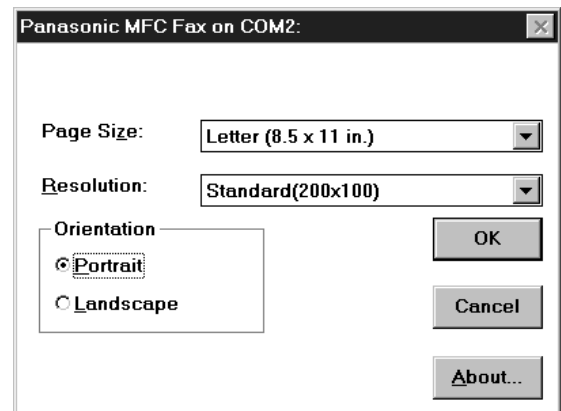 Panasonic MFC Fax on COM2:
Page Size: Letter (8.5 x 11 in.)
Resolution: Standard(200x100)
Orientation
Portrait
Landscape
OK
Cancel
About...